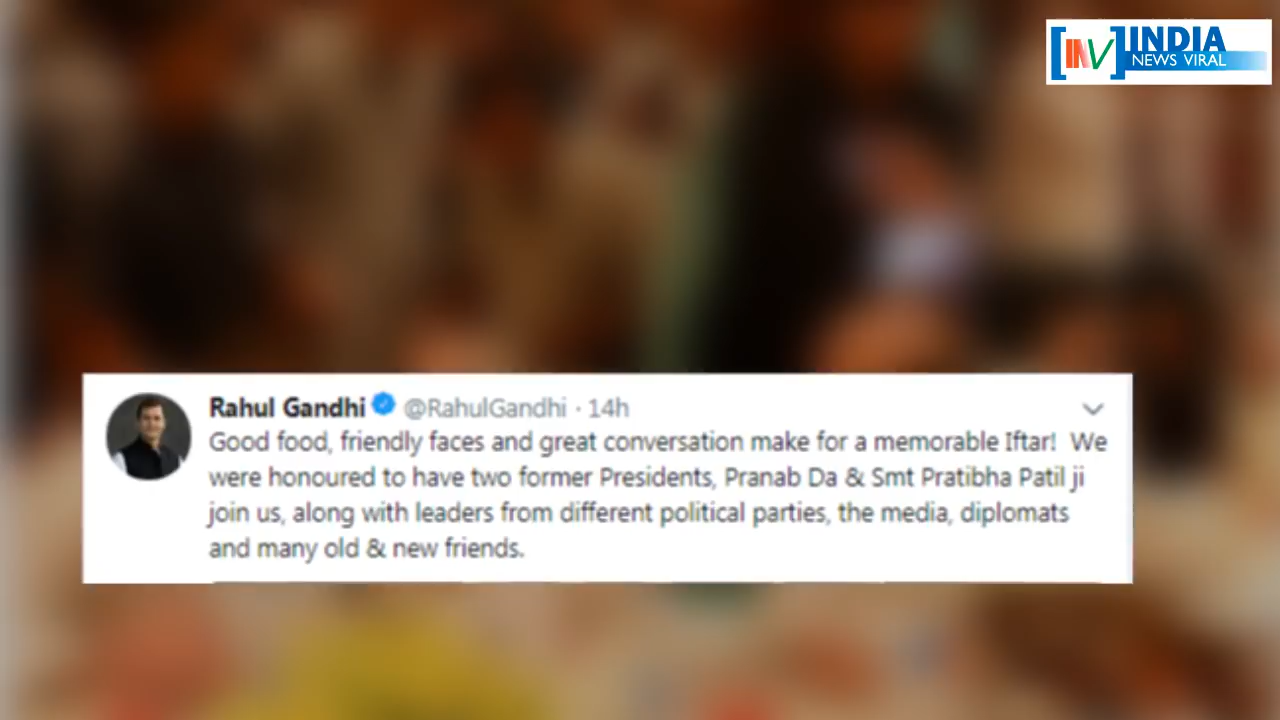 [INV] INDIA
NEWS VIRAL
Rahul Gandhi @RahulGandhi · 14h
Good food, friendly faces and great conversation make for a memorable Iftar! We
were honoured to have two former Presidents, Pranab Da & Smt Pratibha Patil ji
join us, along with leaders from different political parties, the media, diplomats
and many old & new friends.